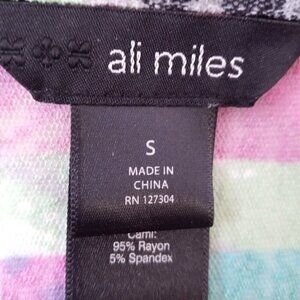 ali miles
S
MADE IN
CHINA
RN 127304
Cami:
95% Rayon
5% Spandex